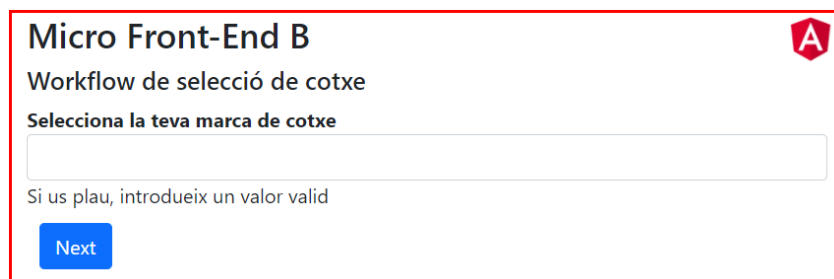 Micro Front-End B
Workflow de selecció de cotxe
Selecciona la teva marca de cotxe
Si us plau, introdueix un valor valid
Next